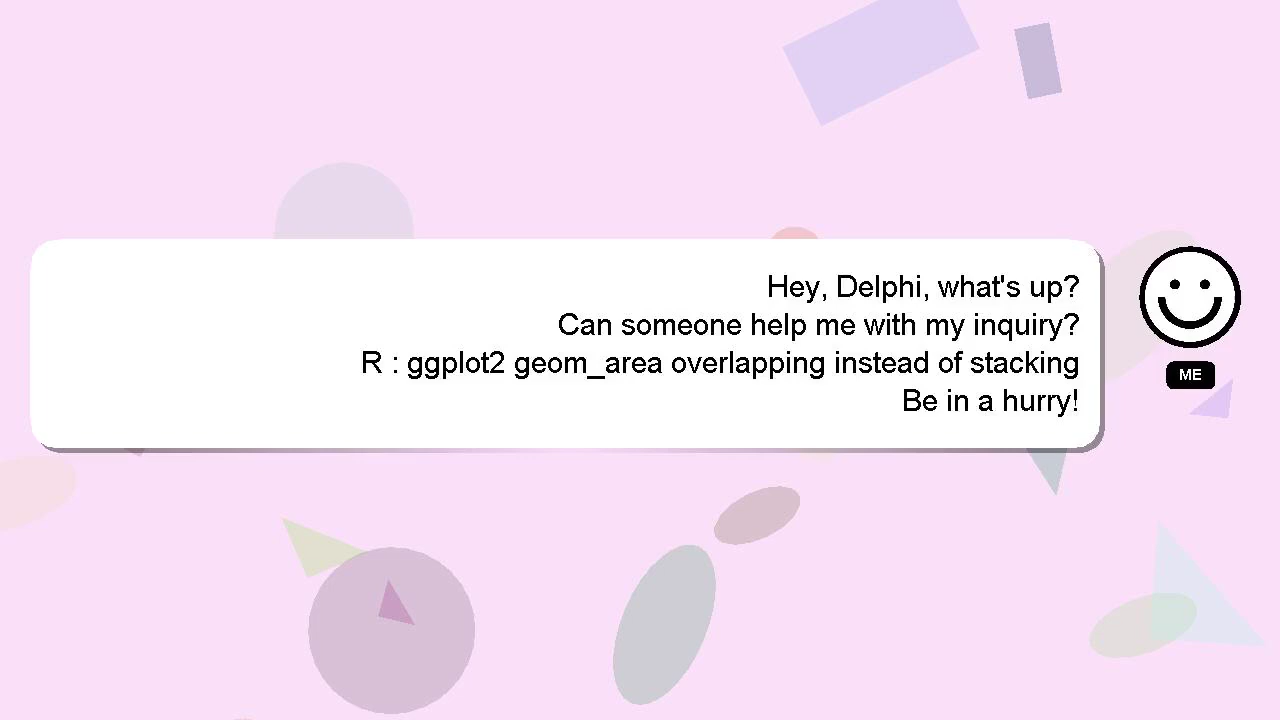 Hey, Delphi, what's up?
Can someone help me with my inquiry?
R : ggplot2 geom_area overlapping instead of stacking
Be in a hurry!
ME